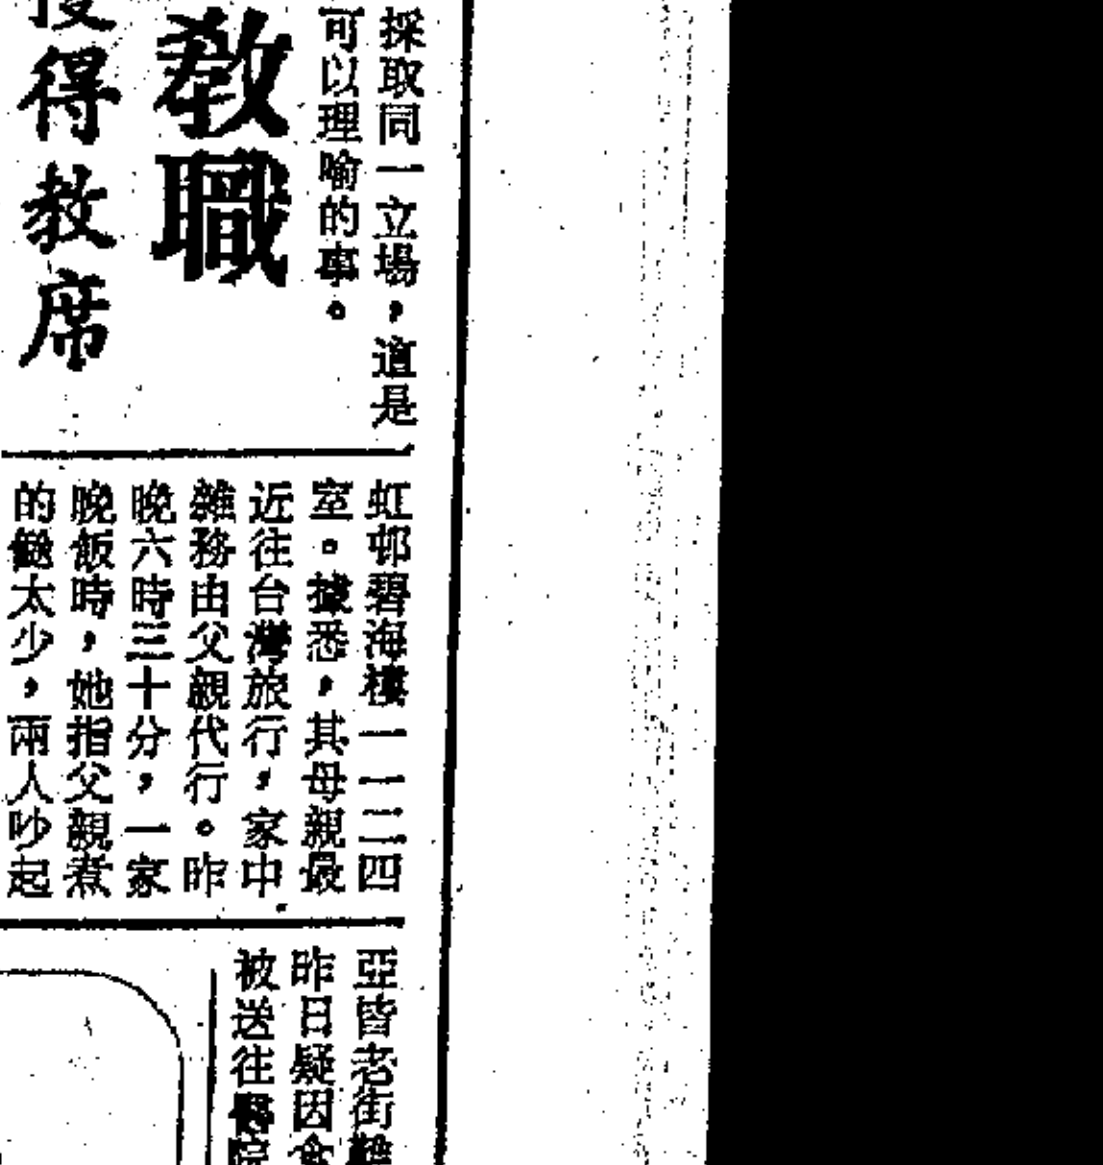 採取同一立場，這是
可以理喻的事。
教職
得教席
虹邨碧海樓一一二四
室。據悉，其母親最
近往台灣旅行，家中
雜務由父親代行。昨
晚六時三十分，一家
晚飯時，她指父親煮
的餸太少，兩人吵起
亞皆老街
昨日疑因食
被送往醫院